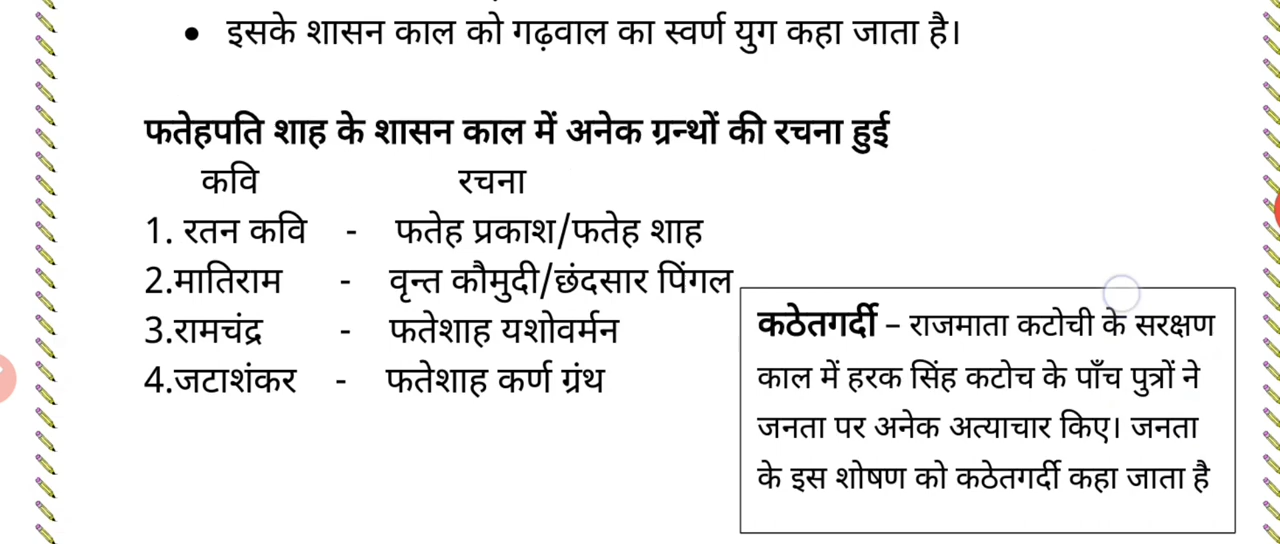 • इसके शासन काल को गढ़वाल का स्वर्ण युग कहा जाता है।
फतेहपति शाह के शासन काल में अनेक ग्रन्थों की रचना हुई
कवि रचना
1. रतन कवि - फतेह प्रकाश/फतेह शाह
2.मातिराम - वृन्त कौमुदी/छंदसार पिंगल
3.रामचंद्र - फतेशाह यशोवर्मन
4.जटाशंकर - फतेशाह कर्ण ग्रंथ
कठेतगर्दी – राजमाता कटोची के सरक्षण
काल में हरक सिंह कटोच के पाँच पुत्रों ने
जनता पर अनेक अत्याचार किए। जनता
के इस शोषण को कठेतगर्दी कहा जाता है